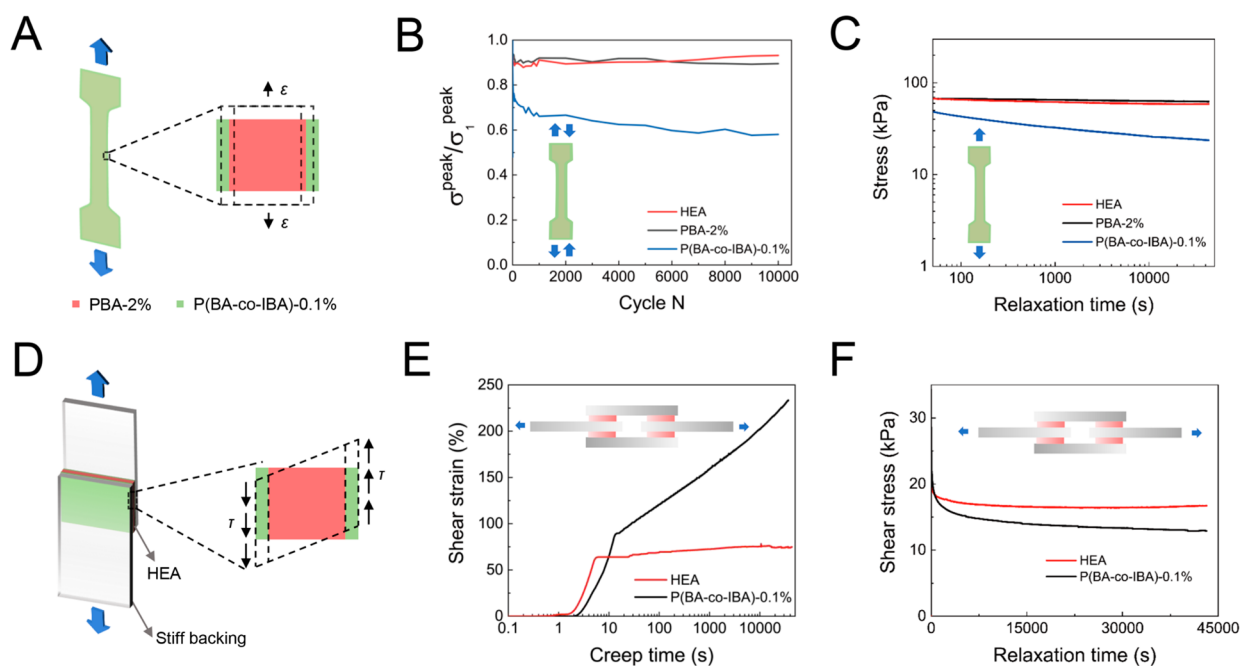 A
ε
ε
PBA-2%
P(BA-co-IBA)-0.1%
B
σ^peak/σ₁^peak
1.0
0.8
0.6
0.4
0.2
0.0
HEA
PBA-2%
P(BA-co-IBA)-0.1%
0 2000 4000 6000 8000 10000
Cycle N
C
Stress (kPa)
100
10
1
HEA
PBA-2%
P(BA-co-IBA)-0.1%
100 1000 10000
Relaxation time (s)
D
τ
τ
HEA
Stiff backing
E
Shear strain (%)
250
200
150
100
50
0
HEA
P(BA-co-IBA)-0.1%
0.1 1 10 100 1000 10000
Creep time (s)
F
Shear stress (kPa)
30
20
10
0
HEA
P(BA-co-IBA)-0.1%
0 15000 30000 45000
Relaxation time (s)